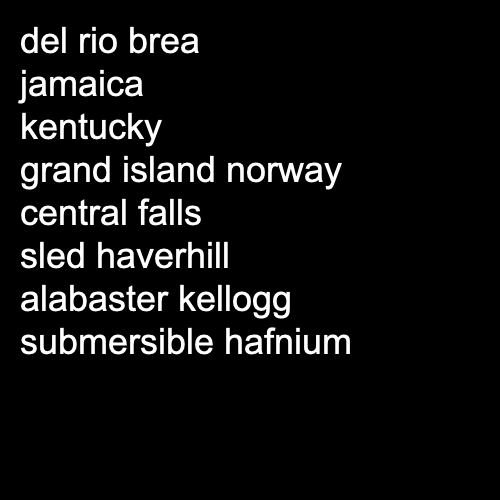 del rio brea
jamaica
kentucky
grand island norway
central falls
sled haverhill
alabaster kellogg
submersible hafnium